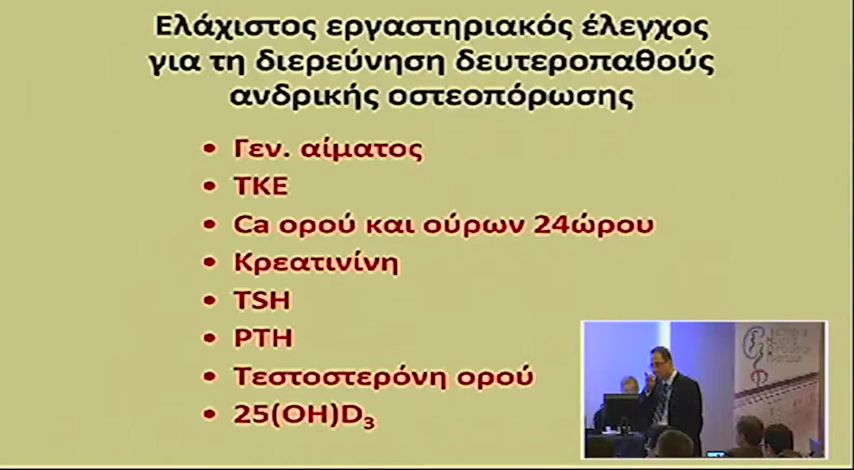 Ελάχιστος εργαστηριακός έλεγχος
για τη διερεύνηση δευτεροπαθούς
ανδρικής οστεοπόρωσης
• Γεν. αίματος
• ΤΚΕ
• Ca ορού και ούρων 24ώρου
• Κρεατινίνη
• TSH
• PTH
• Τεστοστερόνη ορού
• 25(OH)D₃